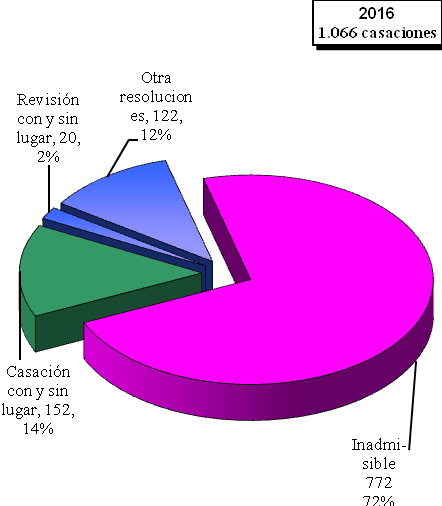 2016
1.066 casaciones
Otra
resolucion
es, 122,
12%
Revisión
con y sin
lugar, 20,
2%
Casación
con y sin
lugar, 152,
14%
Inadmi-
sible
772
72%